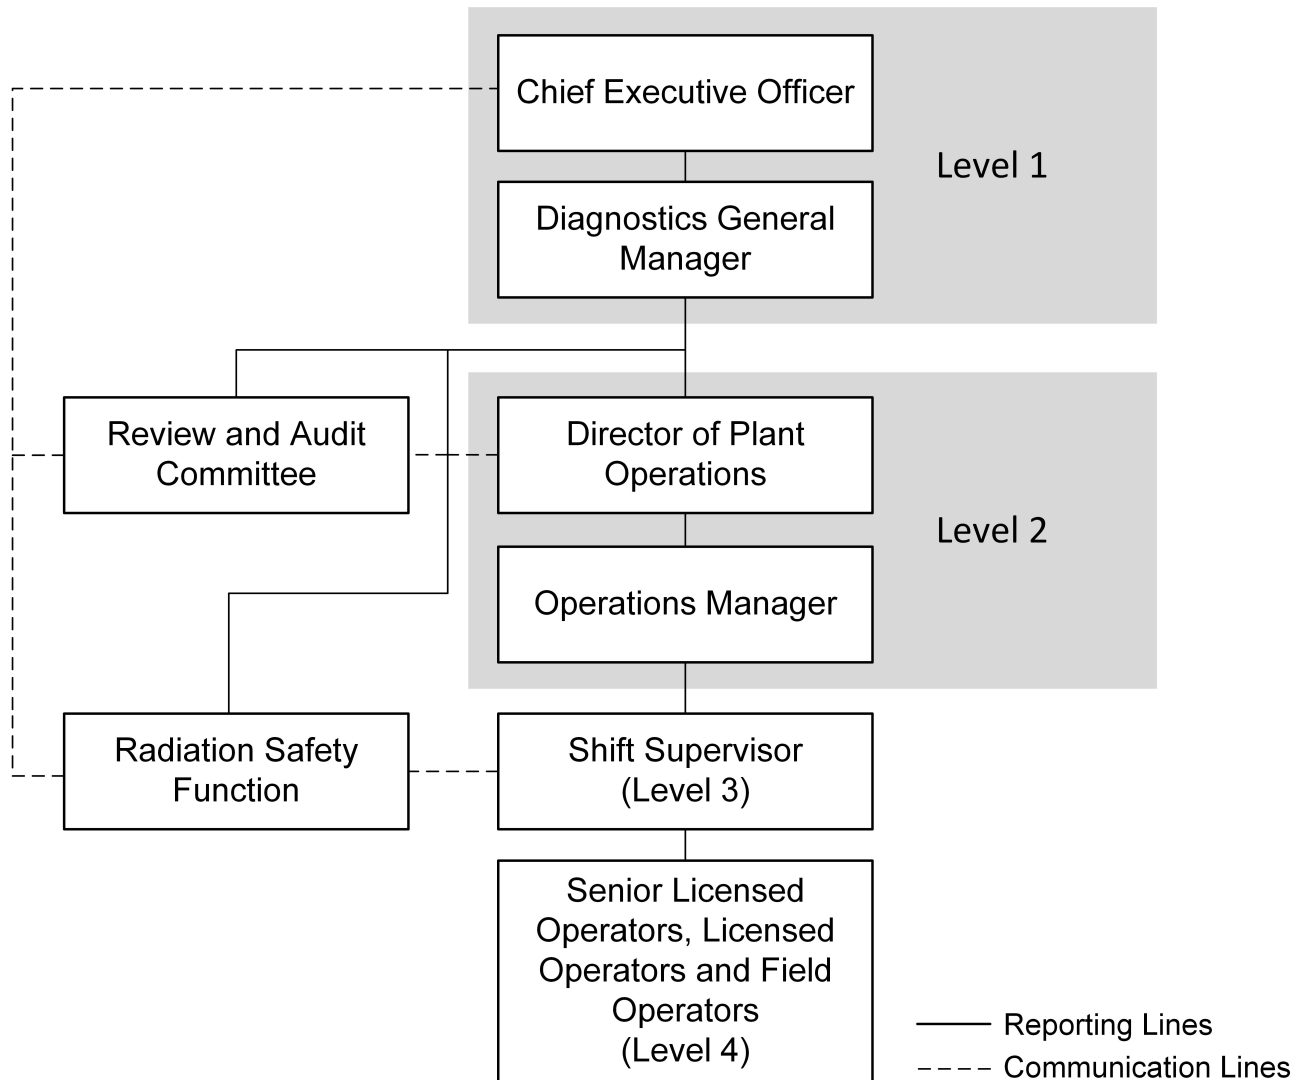 Chief Executive Officer
Level 1
Diagnostics General
Manager
Review and Audit
Committee
Director of Plant
Operations
Level 2
Operations Manager
Radiation Safety
Function
Shift Supervisor
(Level 3)
Senior Licensed
Operators, Licensed
Operators and Field
Operators
(Level 4)
Reporting Lines
Communication Lines